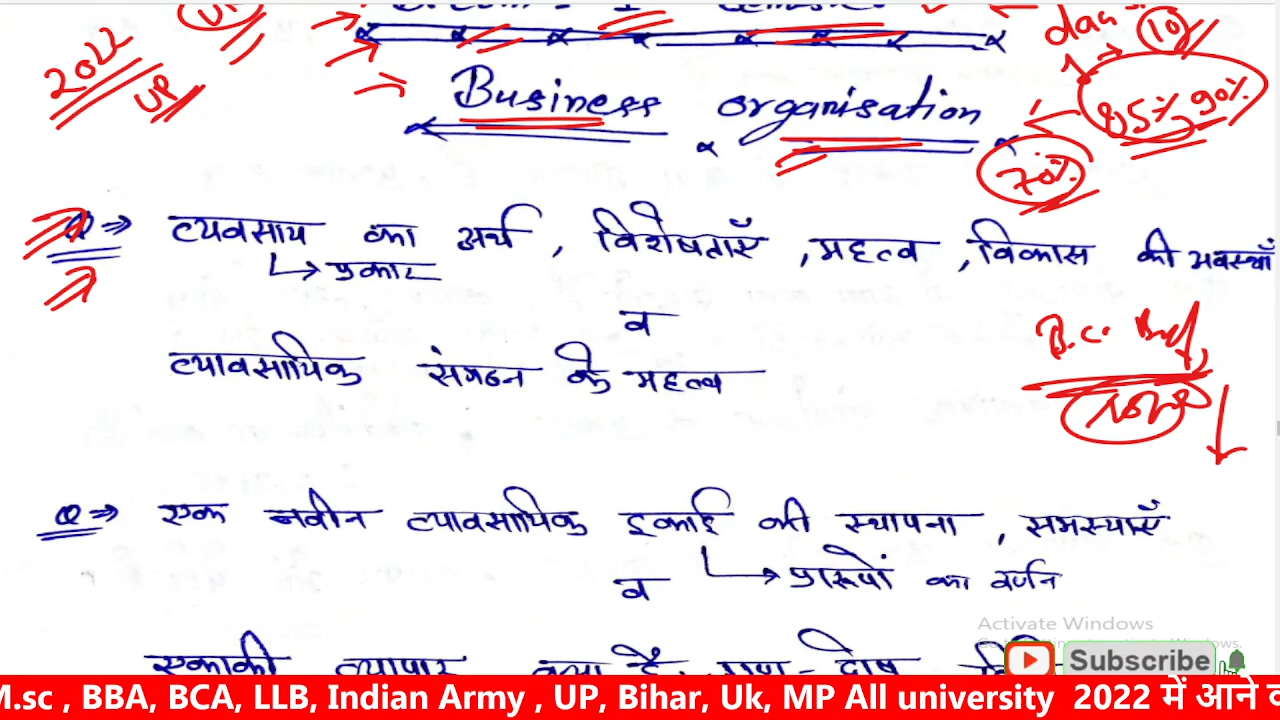 2022
UP
10
85% 90%
Business organisation
70%
Q ⇒ व्यवसाय का अर्थ , विशेषताएँ , महत्व , विकास की अवस्थाएँ
↳ प्रकार
व
व्यावसायिक संगठन के महत्व
Q ⇒ एक नवीन व्यावसायिक इकाई की स्थापना , समस्याएँ
व ↳ प्रारूपों का वर्णन
एकाकी व्यापार क्या है, गुण-दोष
Activate Windows
Subscribe
M.sc , BBA, BCA, LLB, Indian Army , UP, Bihar, Uk, MP All university 2022 में आने